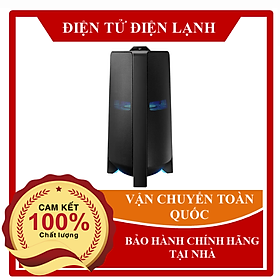 ĐIỆN TỬ ĐIỆN LẠNH
CAM KẾT
100%
Chất lượng
VẬN CHUYỂN TOÀN
QUỐC
BẢO HÀNH CHÍNH HÃNG
TẠI NHÀ